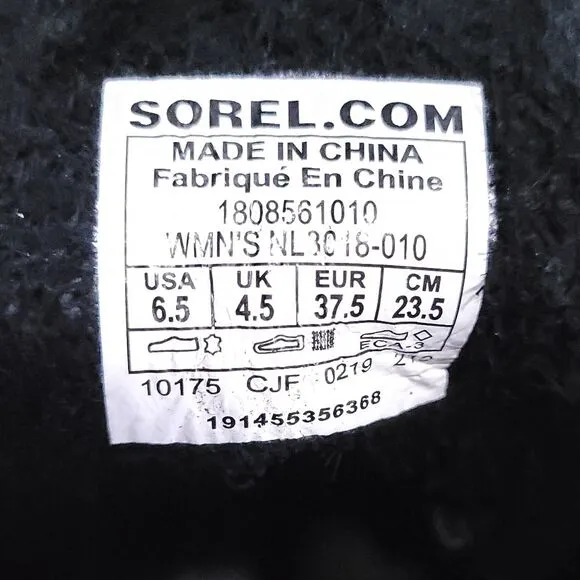 SOREL.COM
MADE IN CHINA
Fabriqué En Chine
1808561010
WMN'S NL3018-010
USA UK EUR CM
6.5 4.5 37.5 23.5
ECA-3
10175 CJF 0219
191455356368